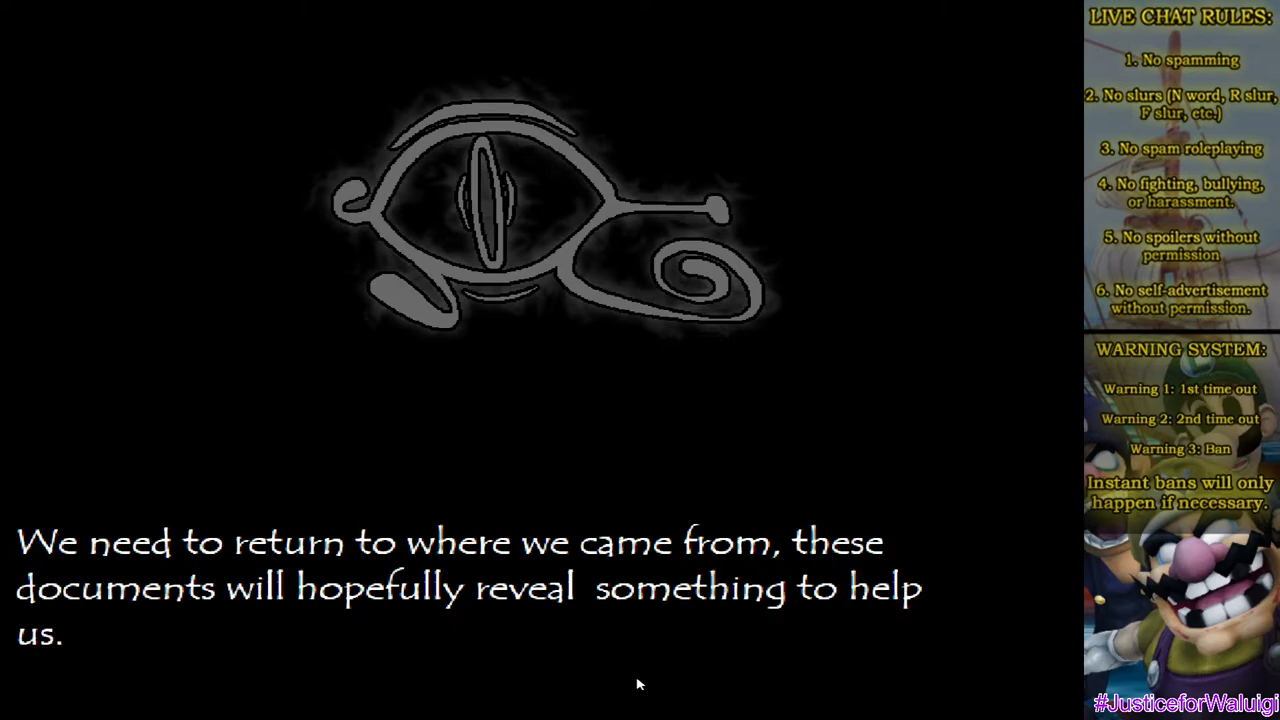 We need to return to where we came from, these
documents will hopefully reveal  something to help
us.
LIVE CHAT RULES:
1. No spamming
2. No slurs (N word, R slur,
F slur, etc.)
3. No spam roleplaying
4. No fighting, bullying,
or harassment.
5. No spoilers without
permission
6. No self-advertisement
without permission.
WARNING SYSTEM:
Warning 1: 1st time out
Warning 2: 2nd time out
Warning 3: Ban
Instant bans will only
happen if necessary.
#JusticeforWaluigi